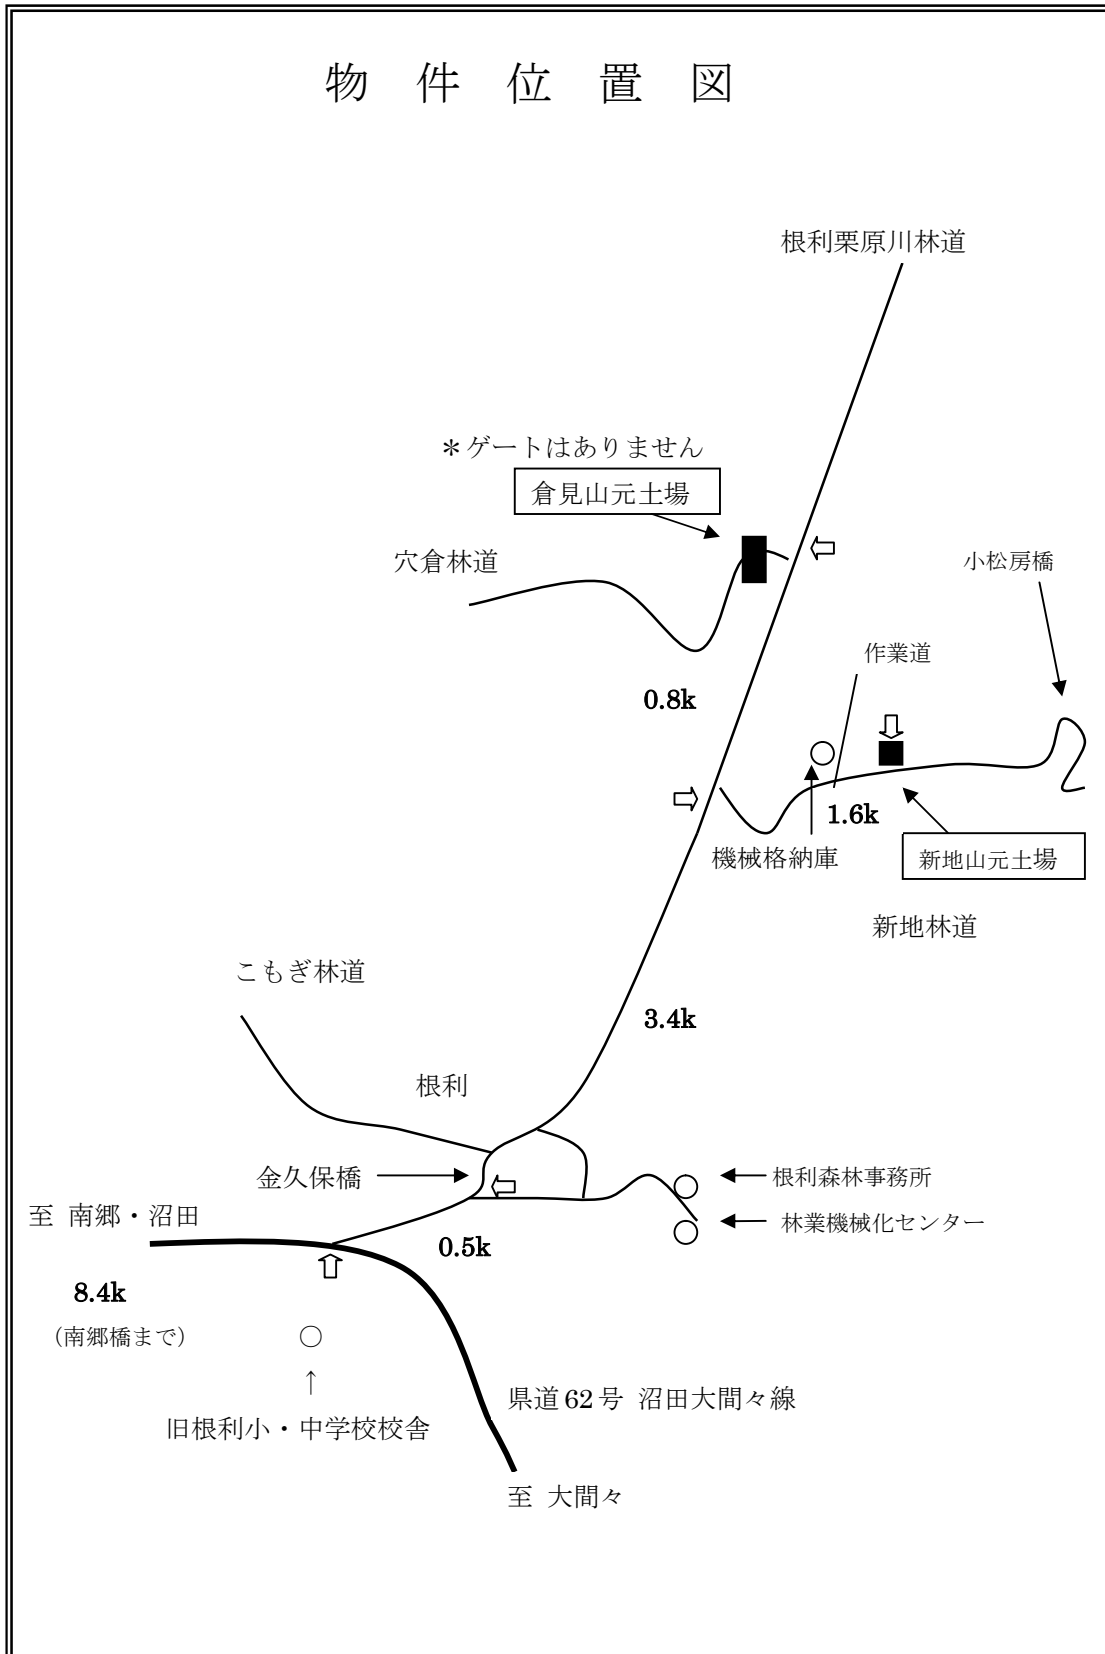 物件位置図
根利栗原川林道
＊ゲートはありません
倉見山元土場
穴倉林道
小松房橋
作業道
0.8k
1.6k
機械格納庫
新地山元土場
新地林道
こもぎ林道
3.4k
根利
金久保橋
根利森林事務所
至 南郷・沼田
林業機械化センター
0.5k
8.4k
（南郷橋まで）
○
↑
県道62号 沼田大間々線
旧根利小・中学校校舎
至 大間々